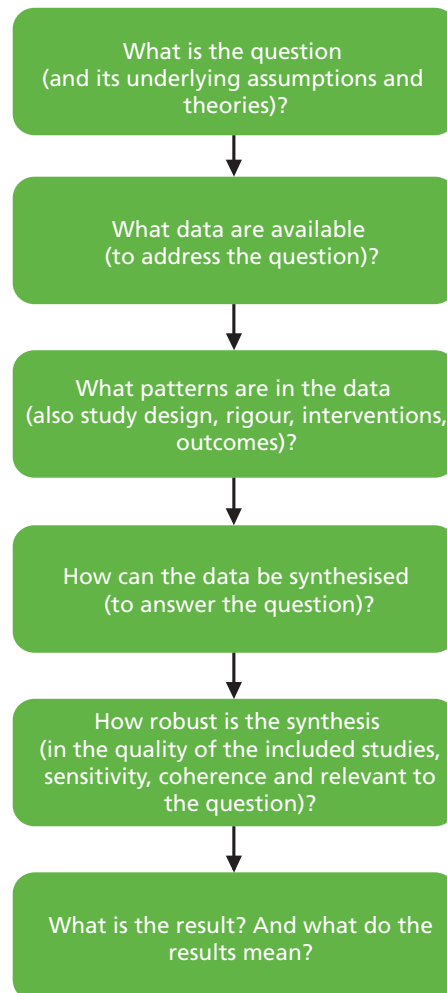 What is the question
(and its underlying assumptions and
theories)?
What data are available
(to address the question)?
What patterns are in the data
(also study design, rigour, interventions,
outcomes)?
How can the data be synthesised
(to answer the question)?
How robust is the synthesis
(in the quality of the included studies,
sensitivity, coherence and relevant to
the question)?
What is the result? And what do the
results mean?